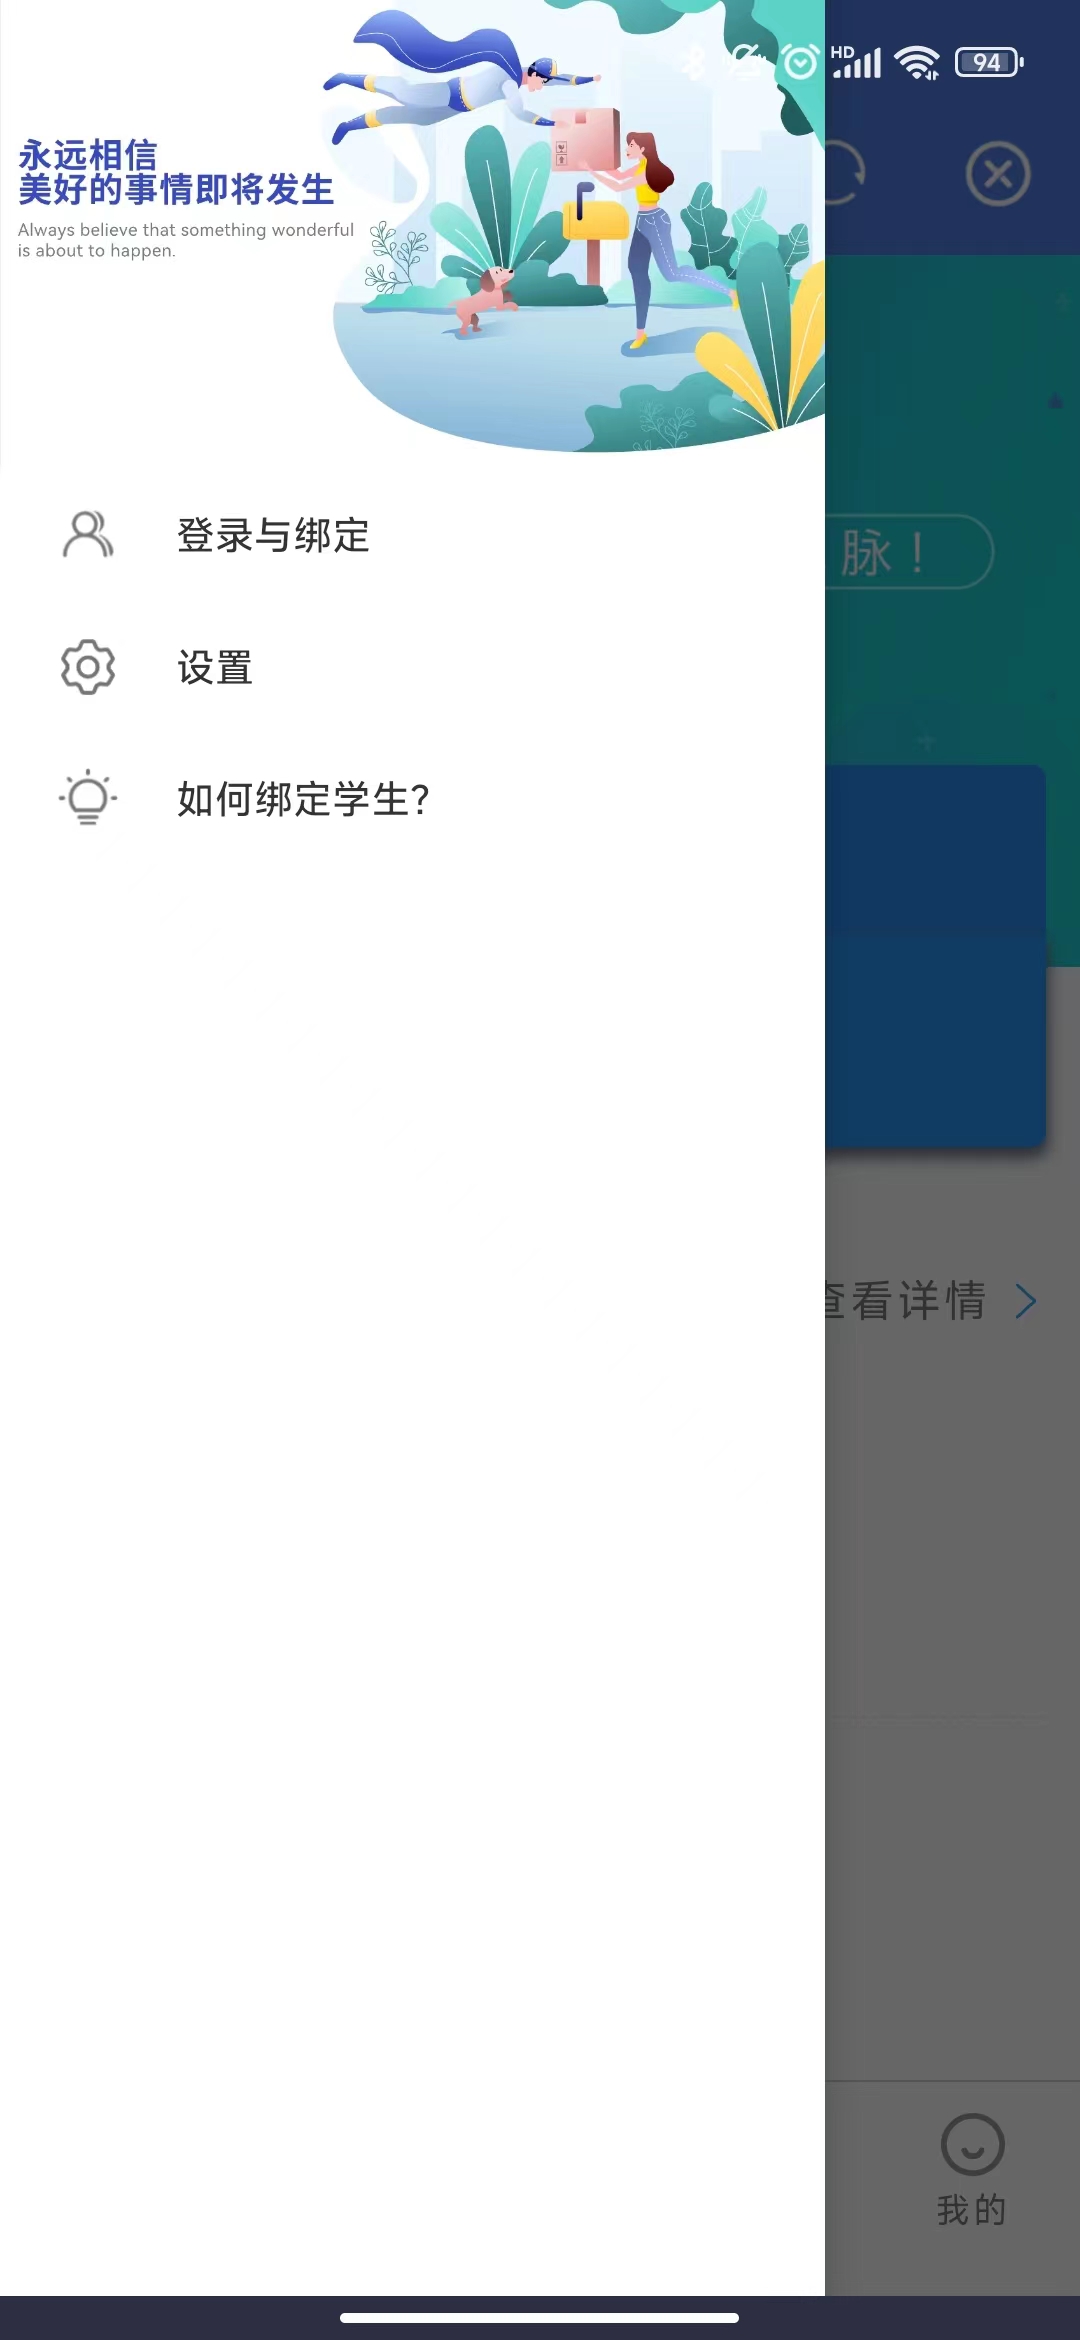 HD
94
永远相信
美好的事情即将发生
Always believe that something wonderful
is about to happen.
登录与绑定
脉！
设置
如何绑定学生?
查看详情
我的